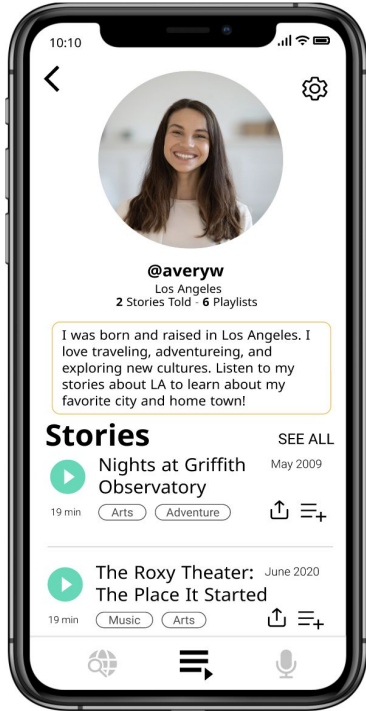 10:10
@averyw
Los Angeles
2 Stories Told - 6 Playlists
I was born and raised in Los Angeles. I
love traveling, adventureing, and
exploring new cultures. Listen to my
stories about LA to learn about my
favorite city and home town!
Stories SEE ALL
Nights at Griffith May 2009
Observatory
19 min Arts Adventure
The Roxy Theater: June 2020
The Place It Started
19 min Music Arts